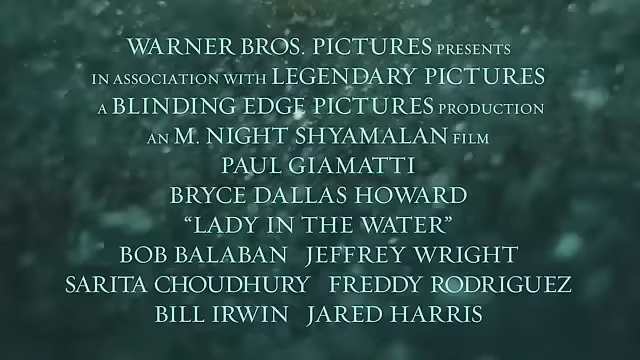 WARNER BROS. PICTURES PRESENTS
IN ASSOCIATION WITH LEGENDARY PICTURES
A BLINDING EDGE PICTURES PRODUCTION
AN M. NIGHT SHYAMALAN FILM
PAUL GIAMATTI
BRYCE DALLAS HOWARD
“LADY IN THE WATER”
BOB BALABAN JEFFREY WRIGHT
SARITA CHOUDHURY FREDDY RODRIGUEZ
BILL IRWIN JARED HARRIS